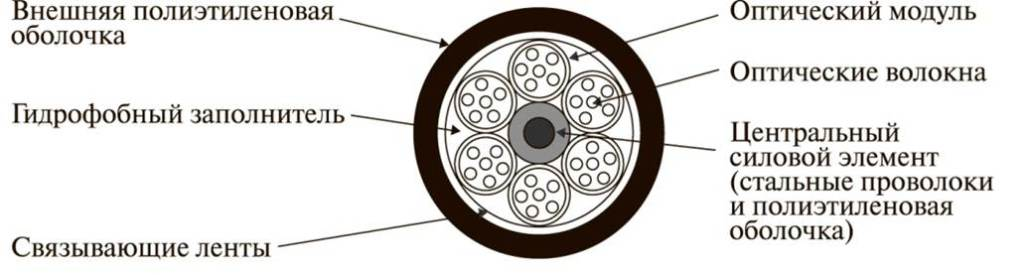 Внешняя полиэтиленовая
оболочка
Гидрофобный заполнитель
Связывающие ленты
Оптический модуль
Оптические волокна
Центральный
силовой элемент
(стальные проволоки
и полиэтиленовая
оболочка)